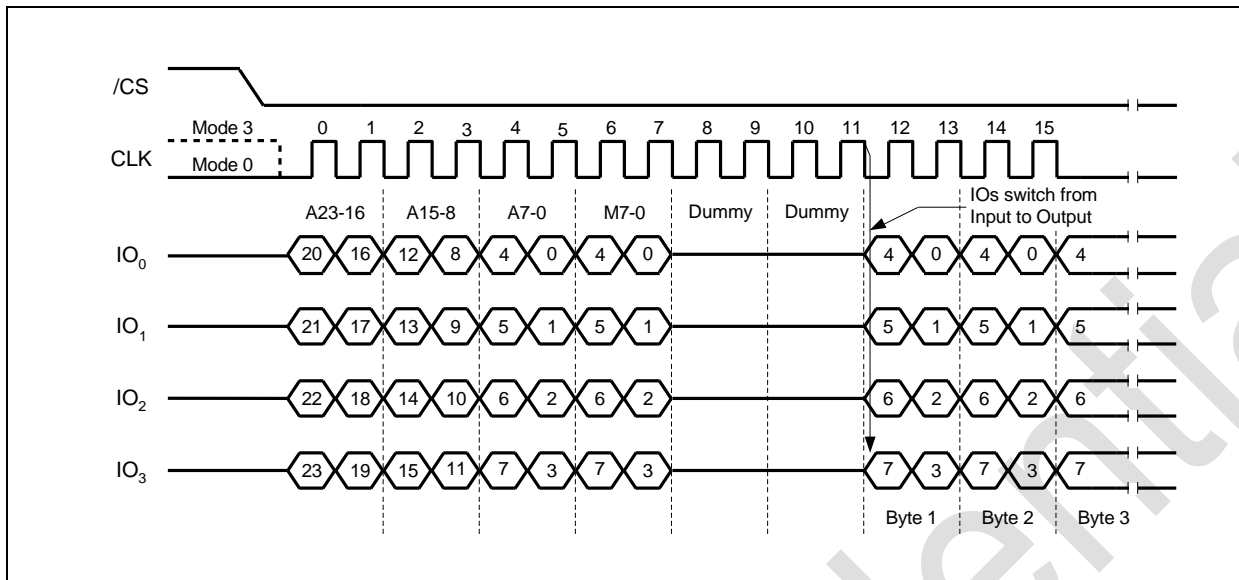 /CS
Mode 3 0 1 2 3 4 5 6 7 8 9 10 11 12 13 14 15
CLK
Mode 0
IOs switch from
Input to Output
A23-16 A15-8 A7-0 M7-0 Dummy Dummy
IO0 20 16 12 8 4 0 4 0 4 0 4 0 4
IO1 21 17 13 9 5 1 5 1 5 1 5 1 5
IO2 22 18 14 10 6 2 6 2 6 2 6 2 6
IO3 23 19 15 11 7 3 7 3 7 3 7 3 7
Byte 1 Byte 2 Byte 3